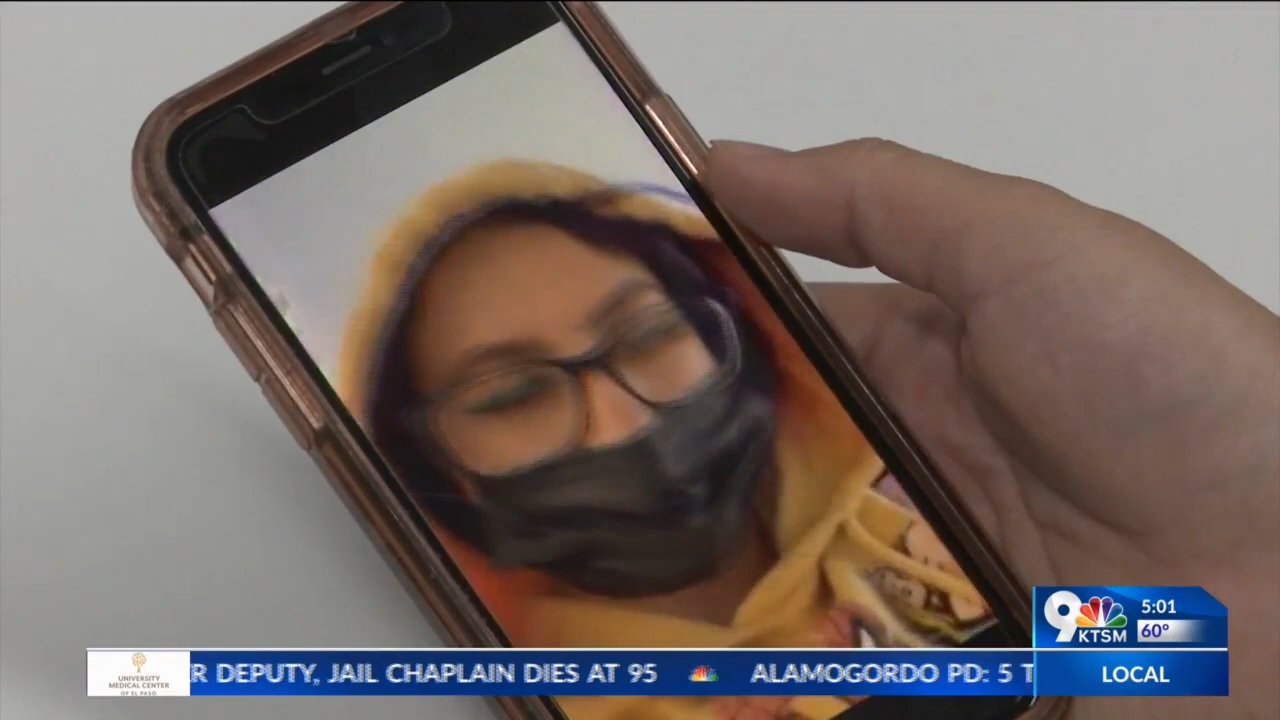 9
KTSM
5:01
60°
LOCAL
UNIVERSITY
MEDICAL CENTER
OF EL PASO
R DEPUTY, JAIL CHAPLAIN DIES AT 95 ALAMOGORDO PD: 5 T